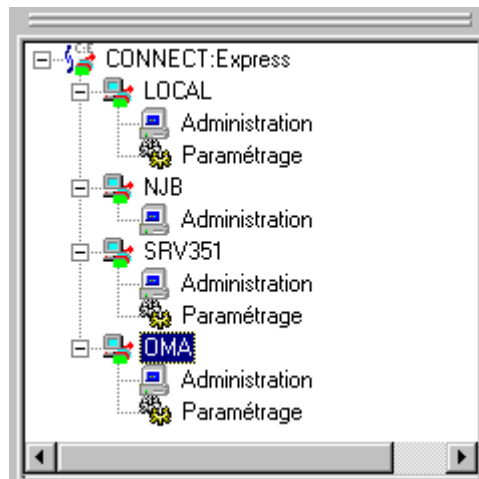 CONNECT:Express
LOCAL
Administration
Paramétrage
NJB
Administration
SRV351
Administration
Paramétrage
OMA
Administration
Paramétrage